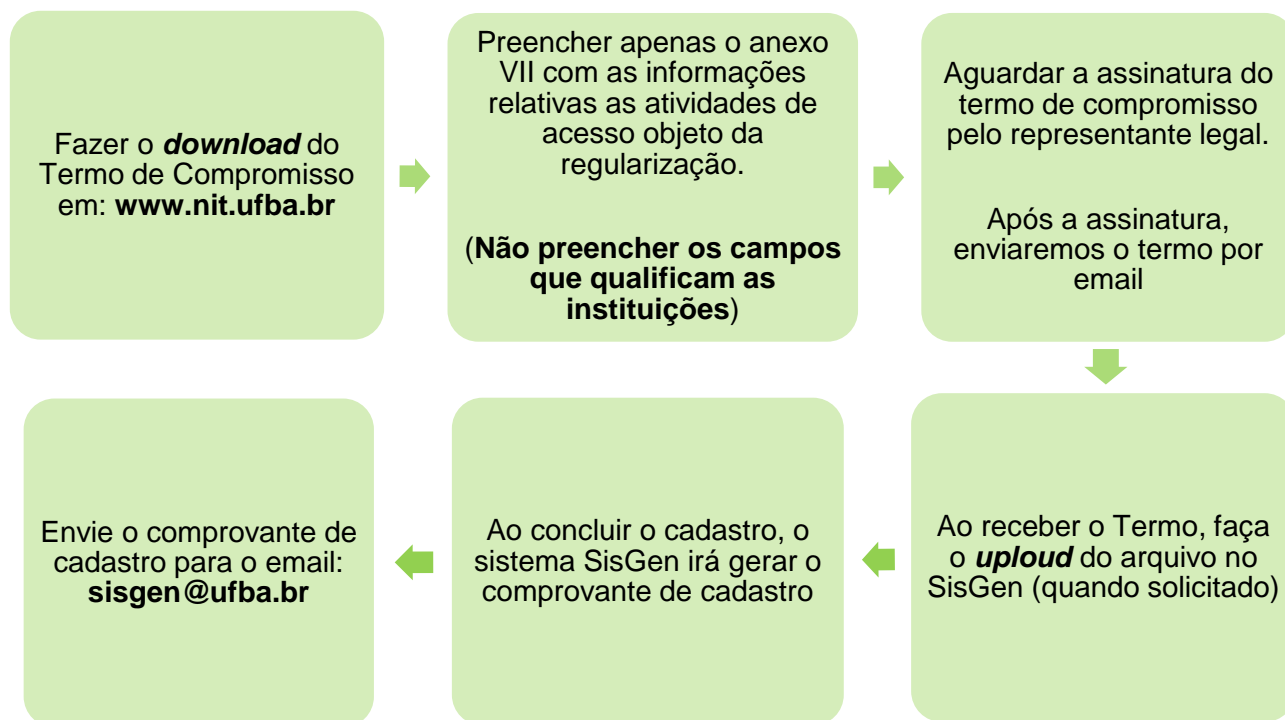 Fazer o download do
Termo de Compromisso
em: www.nit.ufba.br
Preencher apenas o anexo
VII com as informações
relativas as atividades de
acesso objeto da
regularização.
(Não preencher os campos
que qualificam as
instituições)
Aguardar a assinatura do
termo de compromisso
pelo representante legal.
Após a assinatura,
enviaremos o termo por
email
Ao receber o Termo, faça
o uploud do arquivo no
SisGen (quando solicitado)
Ao concluir o cadastro, o
sistema SisGen irá gerar o
comprovante de cadastro
Envie o comprovante de
cadastro para o email:
sisgen@ufba.br